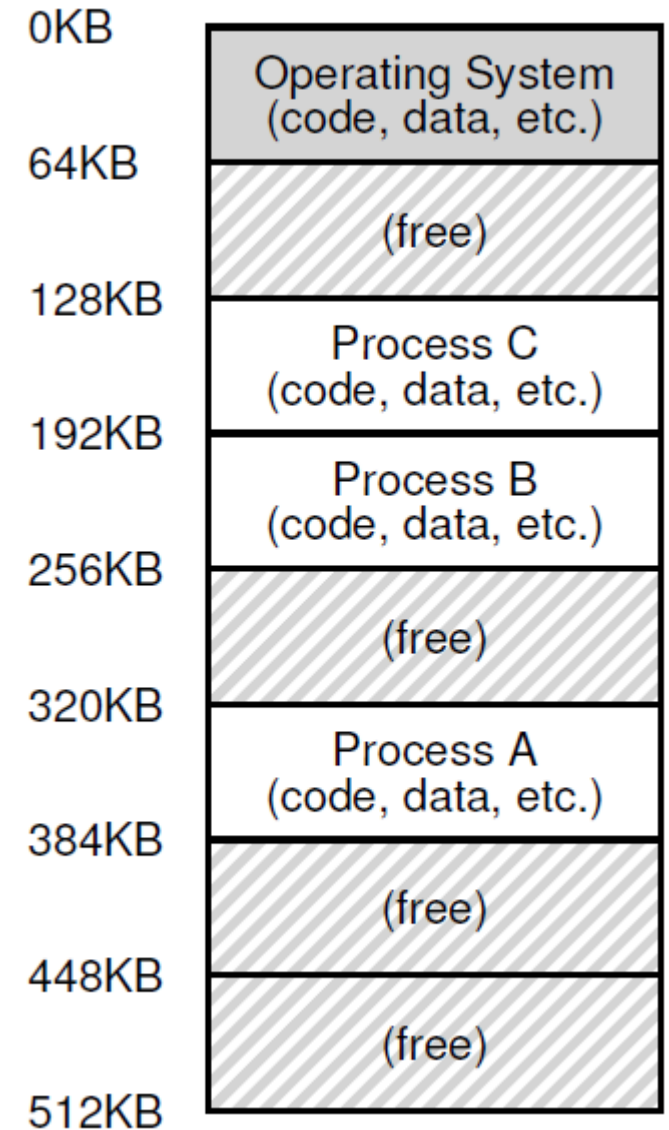 0KB
Operating System
(code, data, etc.)
64KB
(free)
128KB
Process C
(code, data, etc.)
192KB
Process B
(code, data, etc.)
256KB
(free)
320KB
Process A
(code, data, etc.)
384KB
(free)
448KB
(free)
512KB